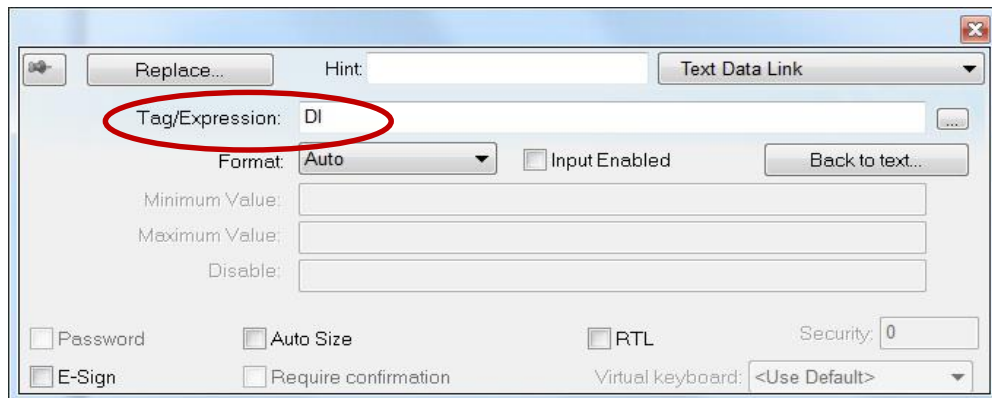 Replace... Hint: Text Data Link
Tag/Expression: DI ...
Format: Auto Input Enabled Back to text...
Minimum Value:
Maximum Value:
Disable:
Password Auto Size RTL Security: 0
E-Sign Require confirmation Virtual keyboard: <Use Default>